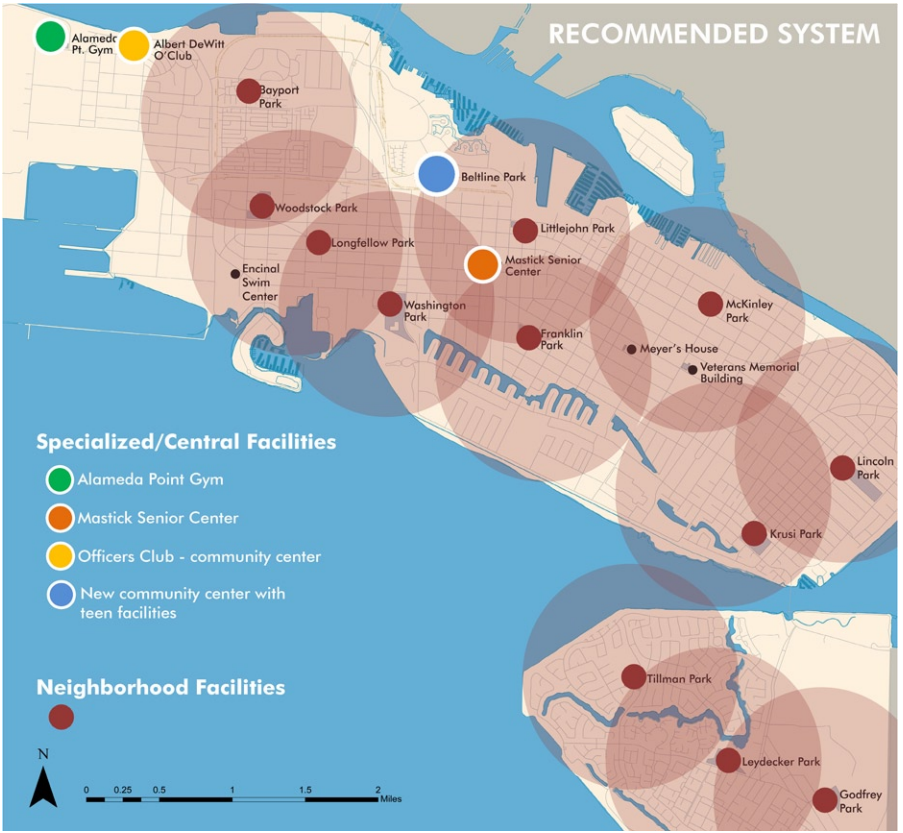 RECOMMENDED SYSTEM
Alameda
Pt. Gym
Albert DeWitt
O'Club
Bayport
Park
Beltline Park
Woodstock Park
Littlejohn Park
Longfellow Park
Mastick Senior
Center
Encinal
Swim
Center
Washington
Park
McKinley
Park
Franklin
Park
Meyer's House
Veterans Memorial
Building
Specialized/Central Facilities
Alameda Point Gym
Mastick Senior Center
Officers Club - community center
New community center with
teen facilities
Lincoln
Park
Krusi Park
Neighborhood Facilities
Tillman Park
Leydecker Park
Godfrey
Park
N
0 0.25 0.5 1 1.5 2
Miles